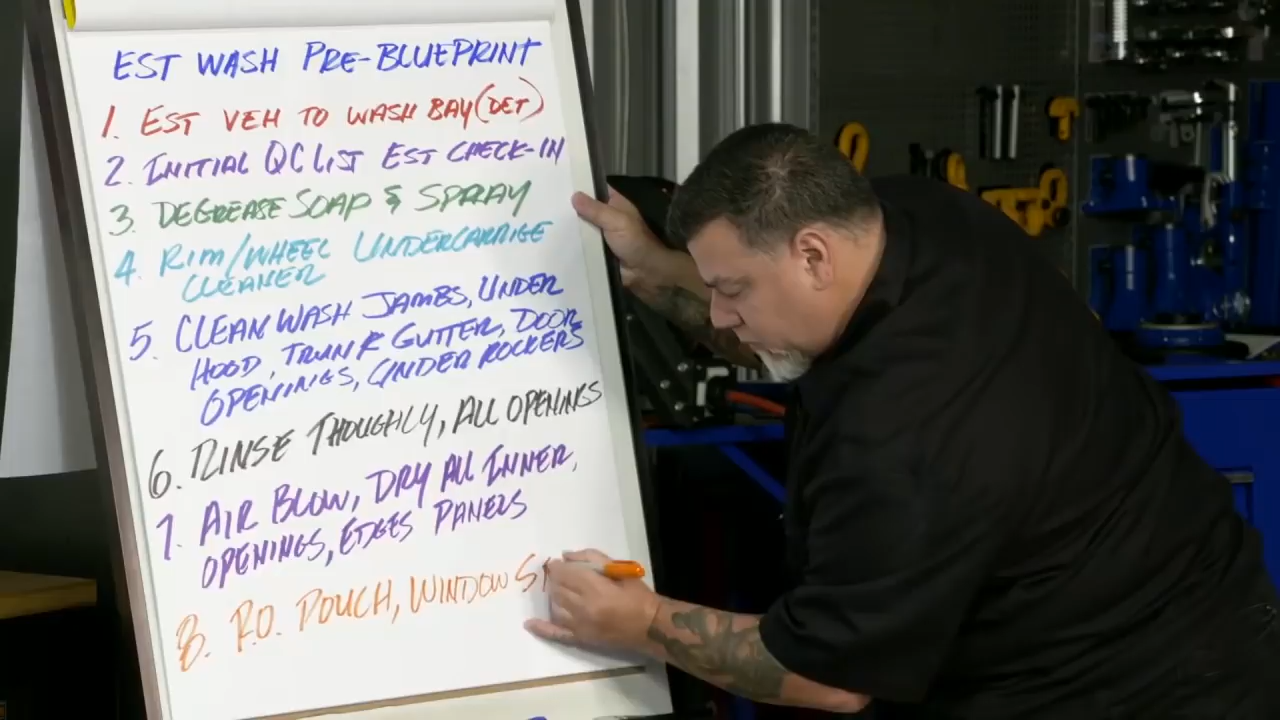 EST WASH PRE-BLUEPRINT
1. EST VEH TO WASH BAY (DET)
2. INITIAL QC LIST EST CHECK-IN
3. DEGREASE SOAP & SPRAY
4. RIM/WHEEL UNDERCARRIGE
CLEANER
5. CLEAN WASH JAMBS, UNDER
HOOD, TRUNK GUTTER, DOOR
OPENINGS, UNDER ROCKERS
6. RINSE THOUGHLY, ALL OPENINGS
7. AIR BLOW, DRY ALL INNER,
OPENINGS, EDGES PANELS
8. R.O. POUCH, WINDOW